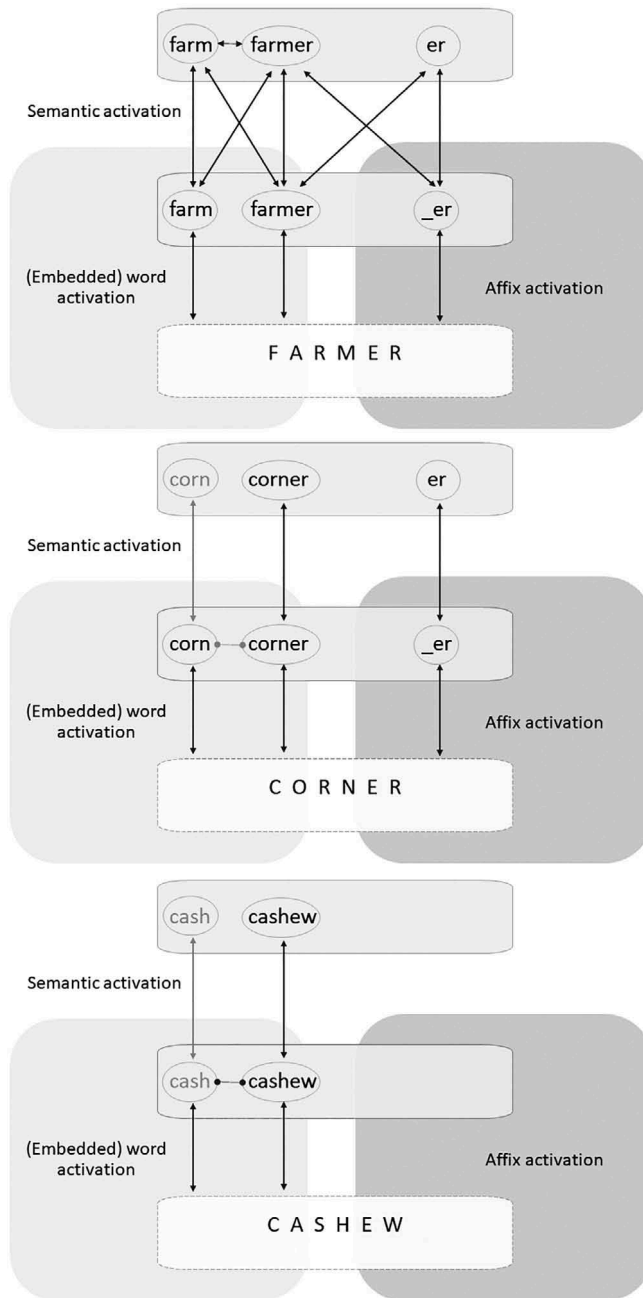 farm farmer er
Semantic activation
farm farmer _er
(Embedded) word
activation
Affix activation
F A R M E R
corn corner er
Semantic activation
corn corner _er
(Embedded) word
activation
Affix activation
C O R N E R
cash cashew
Semantic activation
cash cashew
(Embedded) word
activation
Affix activation
C A S H E W